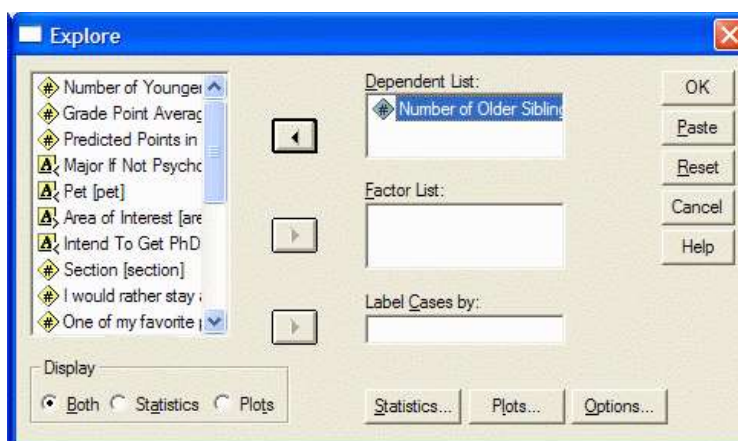 Explore
Number of Younger
Grade Point Averag
Predicted Points in
Major If Not Psycho
Pet [pet]
Area of Interest [are
Intend To Get PhD
Section [section]
I would rather stay a
One of my favorite p
Dependent List:
Number of Older Sibling
Factor List:
Label Cases by:
OK
Paste
Reset
Cancel
Help
Display
Both Statistics Plots
Statistics... Plots... Options...